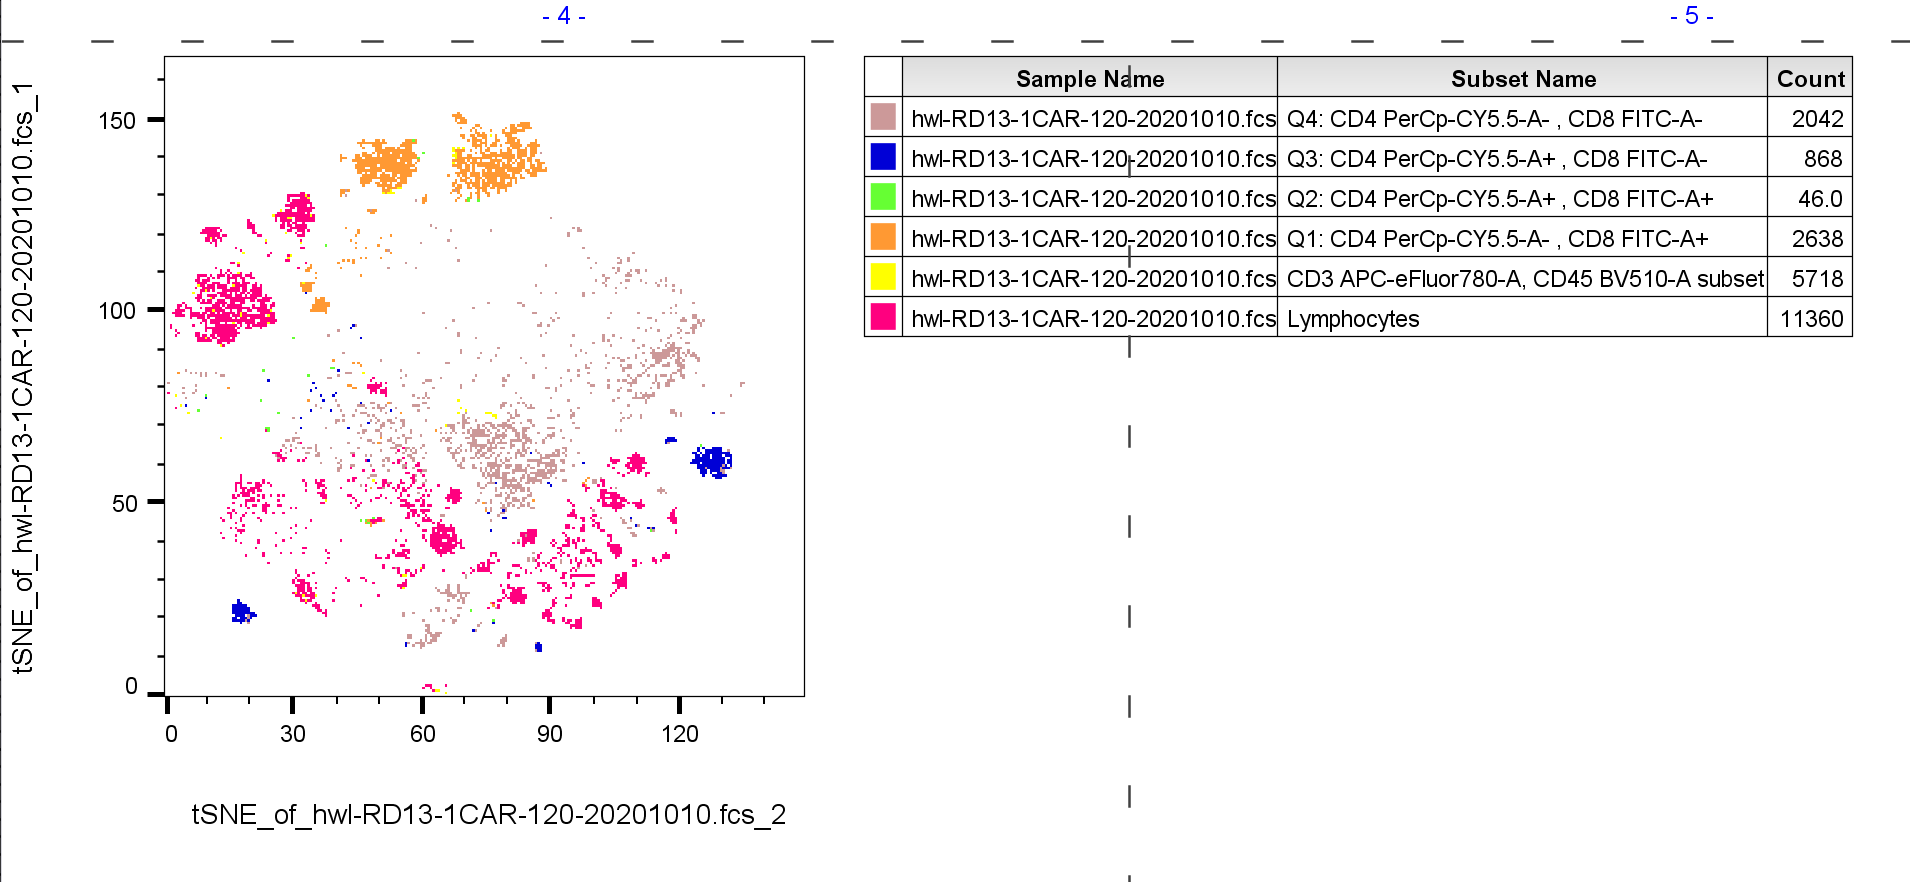 - 4 -
- 5 -
tSNE_of_hwl-RD13-1CAR-120-20201010.fcs_1
150
100
50
0
0 30 60 90 120
tSNE_of_hwl-RD13-1CAR-120-20201010.fcs_2
Sample Name Subset Name Count
hwl-RD13-1CAR-120-20201010.fcs Q4: CD4 PerCp-CY5.5-A- , CD8 FITC-A- 2042
hwl-RD13-1CAR-120-20201010.fcs Q3: CD4 PerCp-CY5.5-A+ , CD8 FITC-A- 868
hwl-RD13-1CAR-120-20201010.fcs Q2: CD4 PerCp-CY5.5-A+ , CD8 FITC-A+ 46.0
hwl-RD13-1CAR-120-20201010.fcs Q1: CD4 PerCp-CY5.5-A- , CD8 FITC-A+ 2638
hwl-RD13-1CAR-120-20201010.fcs CD3 APC-eFluor780-A, CD45 BV510-A subset 5718
hwl-RD13-1CAR-120-20201010.fcs Lymphocytes 11360